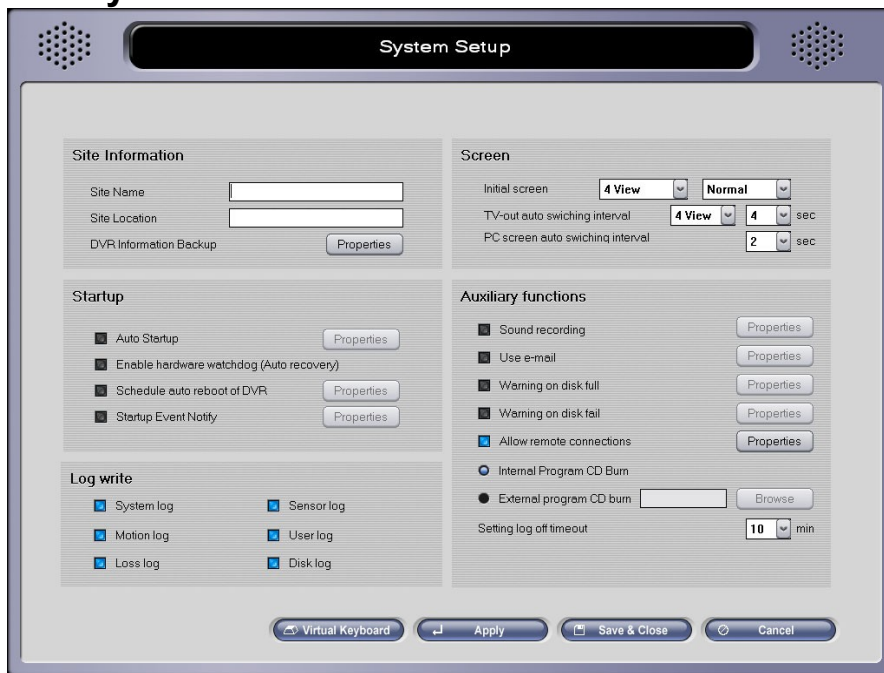 System Setup
Site Information
Site Name
Site Location
DVR Information Backup Properties
Screen
Initial screen 4 View Normal
TV-out auto swiching interval 4 View 4 sec
PC screen auto swiching interval 2 sec
Startup
Auto Startup Properties
Enable hardware watchdog (Auto recovery)
Schedule auto reboot of DVR Properties
Startup Event Notify Properties
Auxiliary functions
Sound recording Properties
Use e-mail Properties
Warning on disk full Properties
Warning on disk fail Properties
Allow remote connections Properties
Internal Program CD Burn
External program CD burn Browse
Setting log off timeout 10 min
Log write
System log Sensor log
Motion log User log
Loss log Disk log
Virtual Keyboard Apply Save & Close Cancel